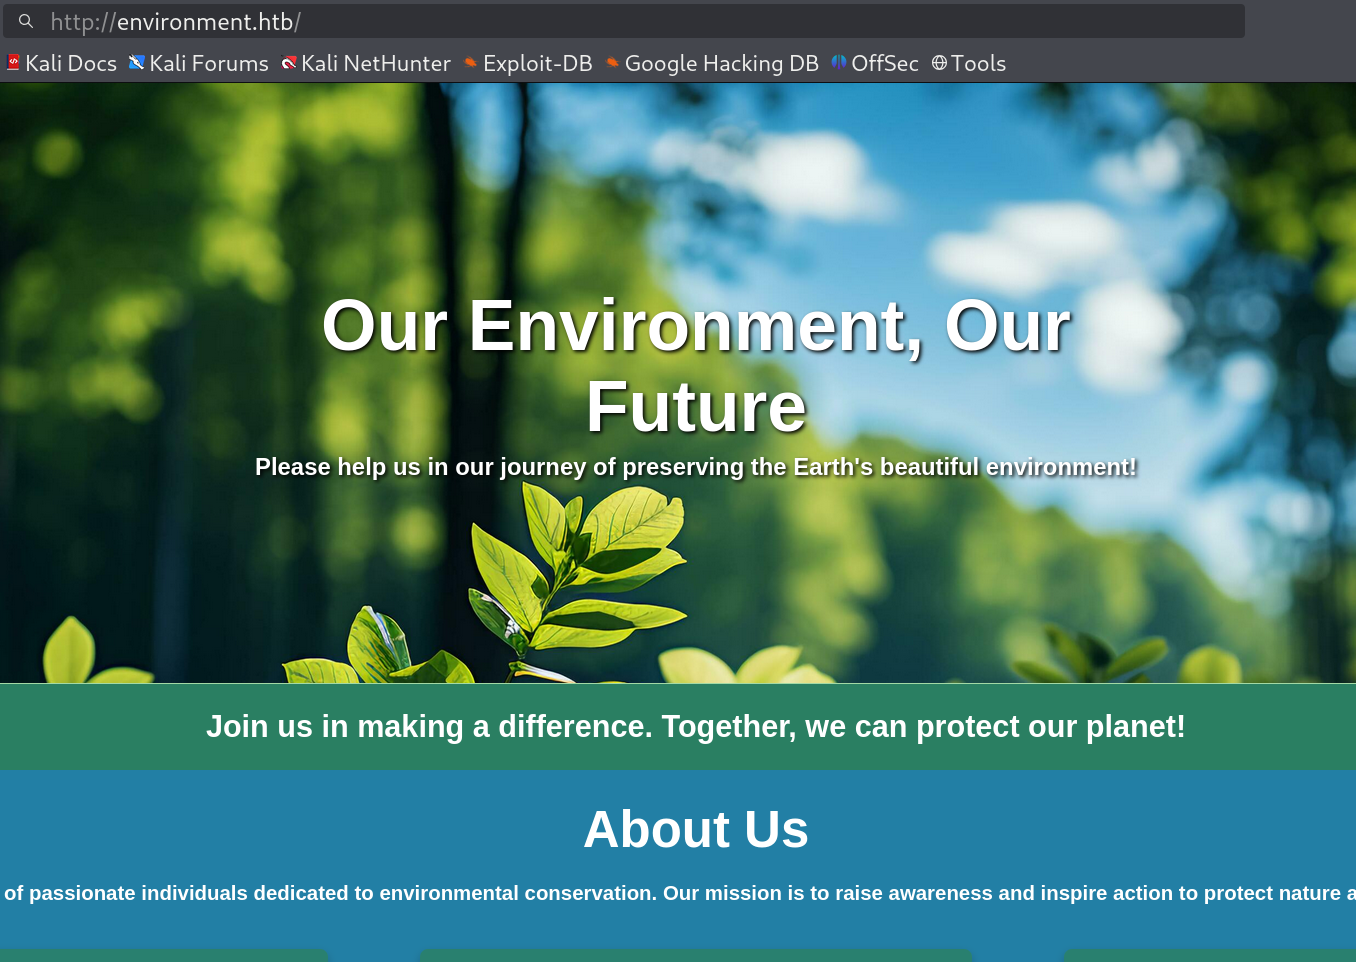 http://environment.htb/
Kali Docs Kali Forums Kali NetHunter Exploit-DB Google Hacking DB OffSec Tools
Our Environment, Our
Future
Please help us in our journey of preserving the Earth's beautiful environment!
Join us in making a difference. Together, we can protect our planet!
About Us
of passionate individuals dedicated to environmental conservation. Our mission is to raise awareness and inspire action to protect nature a